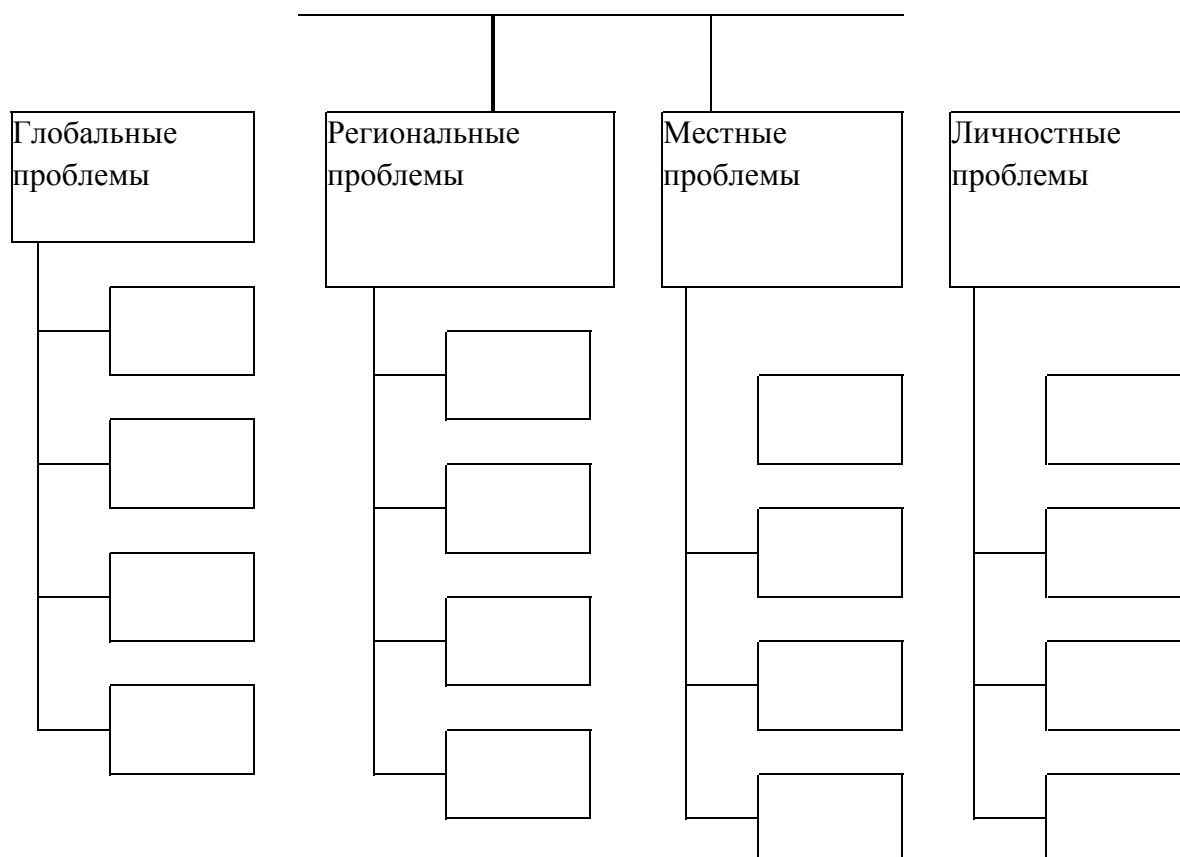 Глобальные
проблемы
Региональные
проблемы
Местные
проблемы
Личностные
проблемы